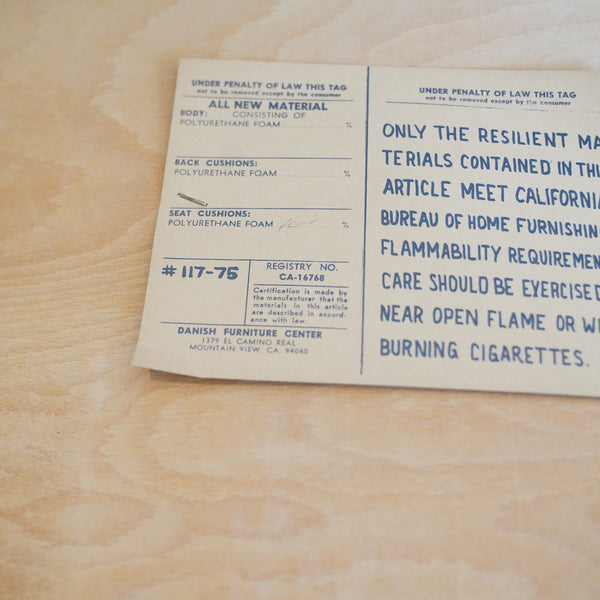 UNDER PENALTY OF LAW THIS TAG
not to be removed except by the consumer
ALL NEW MATERIAL
BODY: CONSISTING OF
POLYURETHANE FOAM %
BACK CUSHIONS:
POLYURETHANE FOAM %
SEAT CUSHIONS:
POLYURETHANE FOAM %
# 117-75
REGISTRY NO.
CA-16768
Certification is made by
the manufacturer that the
materials in this article
are described in accord-
ance with law.
DANISH FURNITURE CENTER
1379 EL CAMINO REAL
MOUNTAIN VIEW, CA. 94040
UNDER PENALTY OF LAW THIS TAG
not to be removed except by the consumer
ONLY THE RESILIENT MA
TERIALS CONTAINED IN THI
ARTICLE MEET CALIFORNIA
BUREAU OF HOME FURNISHING
FLAMMABILITY REQUIREMEN
CARE SHOULD BE EXERCISED
NEAR OPEN FLAME OR WI
BURNING CIGARETTES.